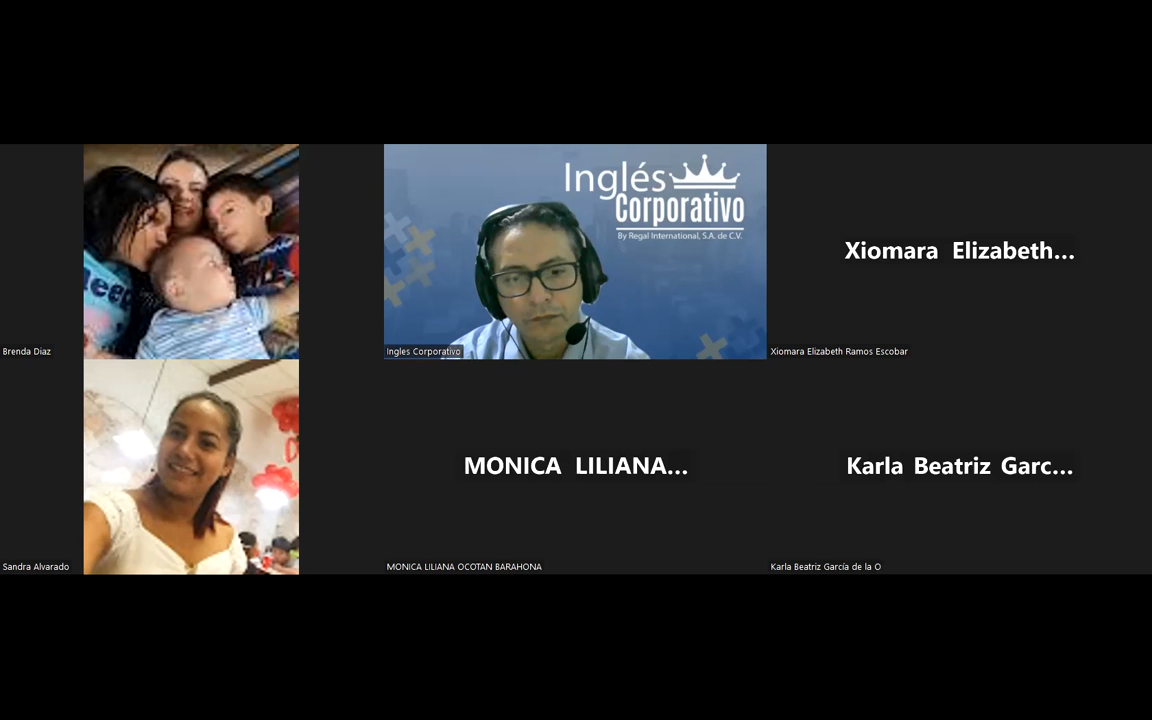 Inglés
Corporativo
By Regal International, S.A. de C.V.
Xiomara Elizabeth...
Brenda Diaz
Ingles Corporativo
Xiomara Elizabeth Ramos Escobar
MONICA LILIANA...
Karla Beatriz Garc...
Sandra Alvarado
MONICA LILIANA OCOTAN BARAHONA
Karla Beatriz García de la O